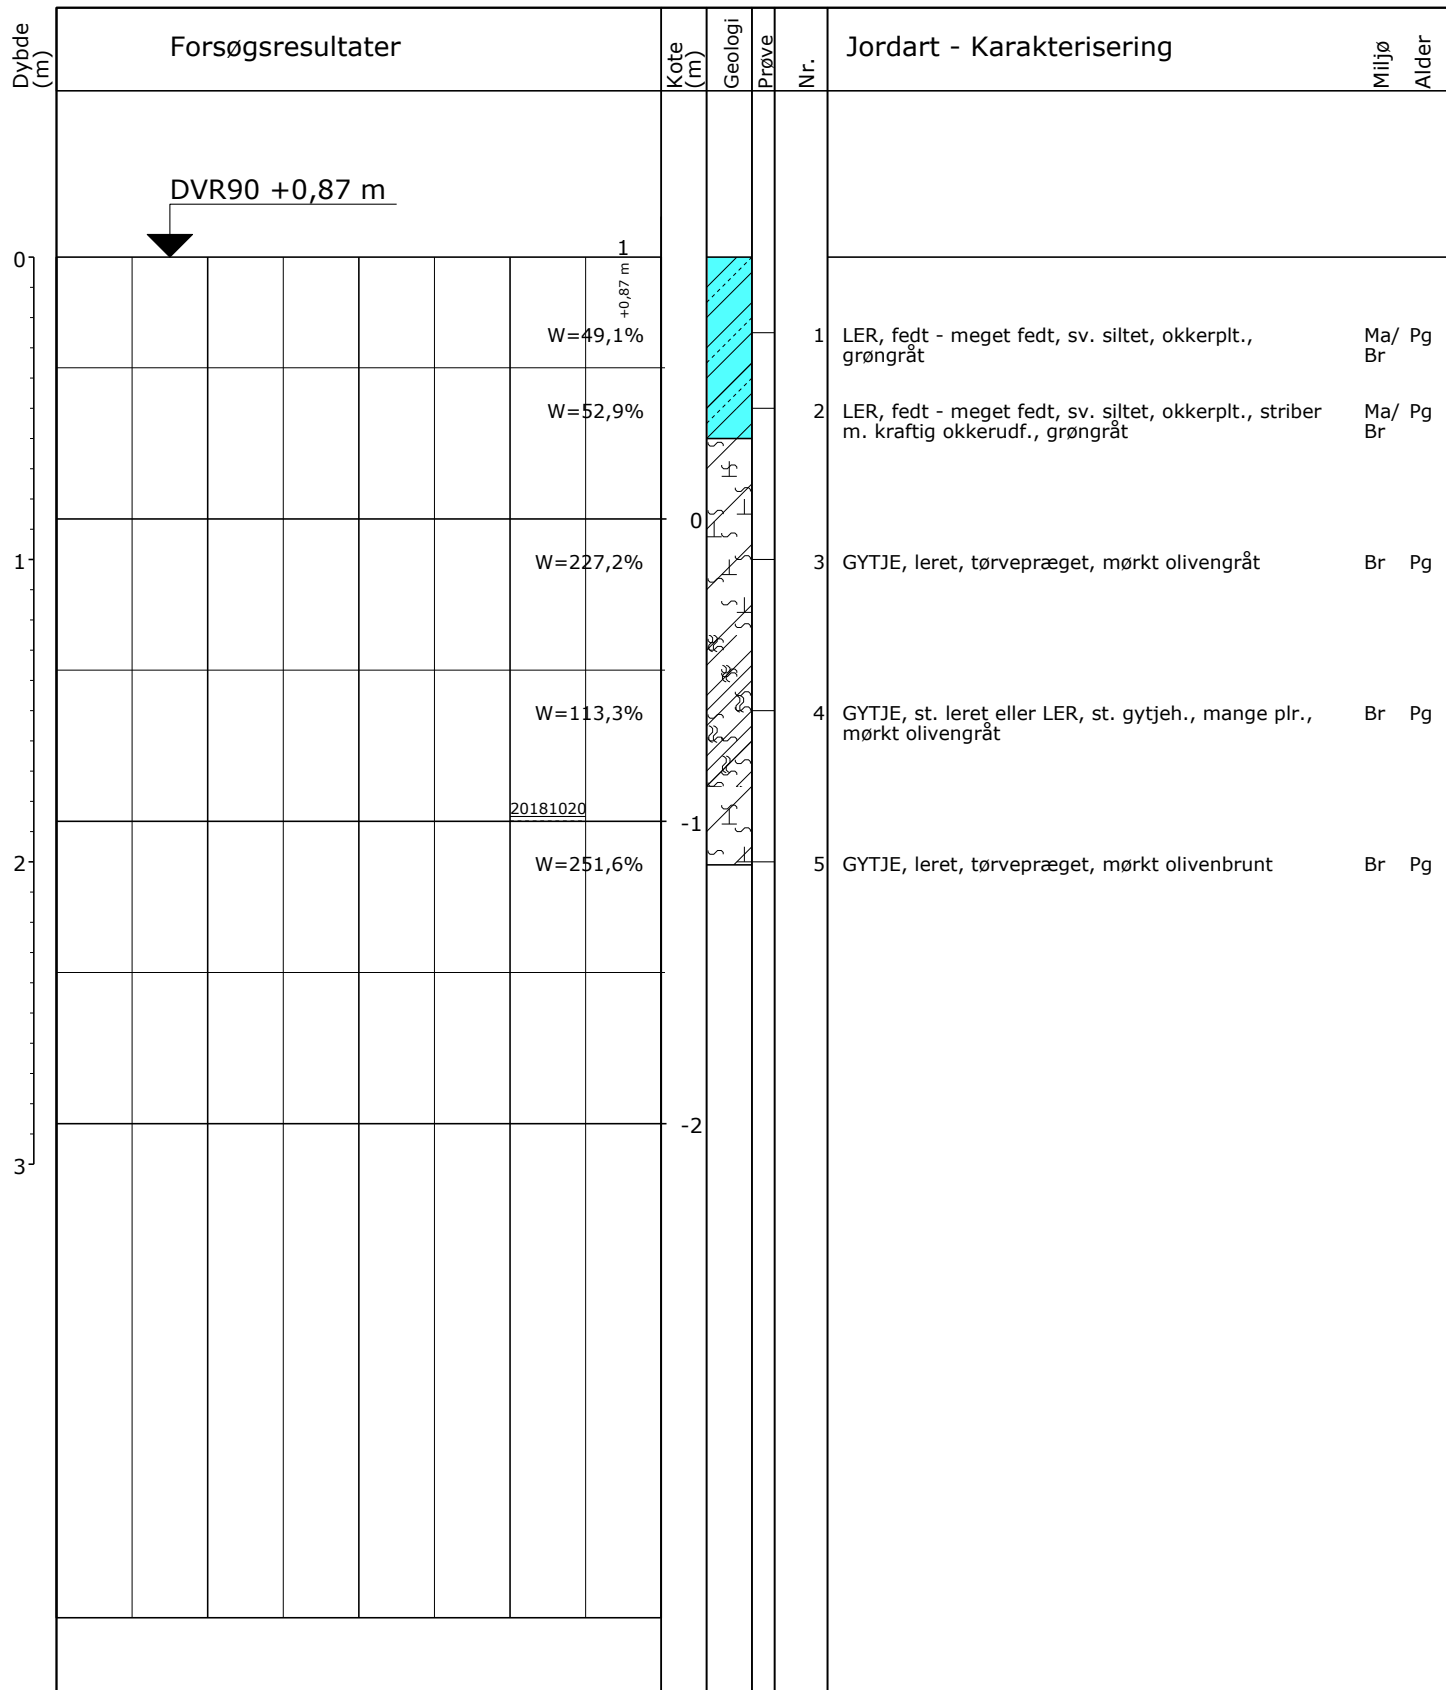 Dybde
(m)
Forsøgsresultater
Kote
(m)
Geologi
Prøve
Nr.
Jordart - Karakterisering
Miljø
Alder
DVR90 +0,87 m
0
1
+0,87 m
W=49,1%
1
LER, fedt - meget fedt, sv. siltet, okkerplt.,
grøngråt
Ma/
Br
Pg
W=52,9%
2
LER, fedt - meget fedt, sv. siltet, okkerplt., striber
m. kraftig okkerudf., grøngråt
Ma/
Br
Pg
0
1
W=227,2%
3
GYTJE, leret, tørvepræget, mørkt olivengråt
Br
Pg
W=113,3%
4
GYTJE, st. leret eller LER, st. gytjeh., mange plr.,
mørkt olivengråt
Br
Pg
20181020
-1
2
W=251,6%
5
GYTJE, leret, tørvepræget, mørkt olivenbrunt
Br
Pg
-2
3